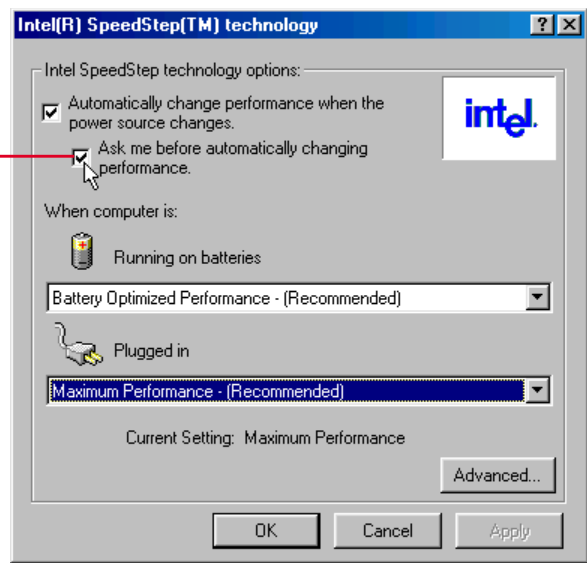 Intel(R) SpeedStep(TM) technology
Intel SpeedStep technology options:
Automatically change performance when the
power source changes.
intel.
Ask me before automatically changing
performance.
When computer is:
Running on batteries
Battery Optimized Performance - (Recommended)
Plugged in
Maximum Performance - (Recommended)
Current Setting: Maximum Performance
Advanced...
OK
Cancel
Apply